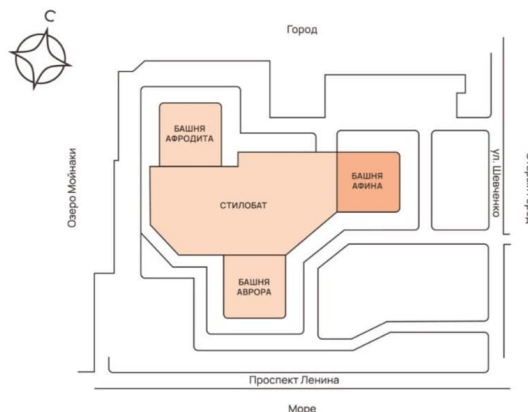 С
Город
БАШНЯ
АФРОДИТА
БАШНЯ
АФИНА
СТИЛОБАТ
БАШНЯ
АВРОРА
Озеро Мойнаки
ул. Шевченко
Проспект Ленина
Море